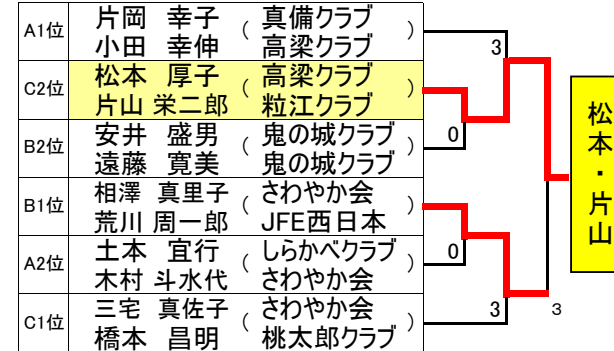 A1位 片岡 幸子 ( 真備クラブ )
小田 幸伸 高梁クラブ
3
C2位 松本 厚子 ( 高梁クラブ )
片山 栄二郎 粒江クラブ
松本・片山
B2位 安井 盛男 ( 鬼の城クラブ ) 0
遠藤 寛美 鬼の城クラブ
B1位 相澤 真里子 ( さわやか会 )
荒川 周一郎 JFE西日本
A2位 土本 宜行 ( しらかべクラブ ) 0
木村 斗水代 さわやか会
C1位 三宅 真佐子 ( さわやか会 ) 3 3
橋本 昌明 桃太郎クラブ